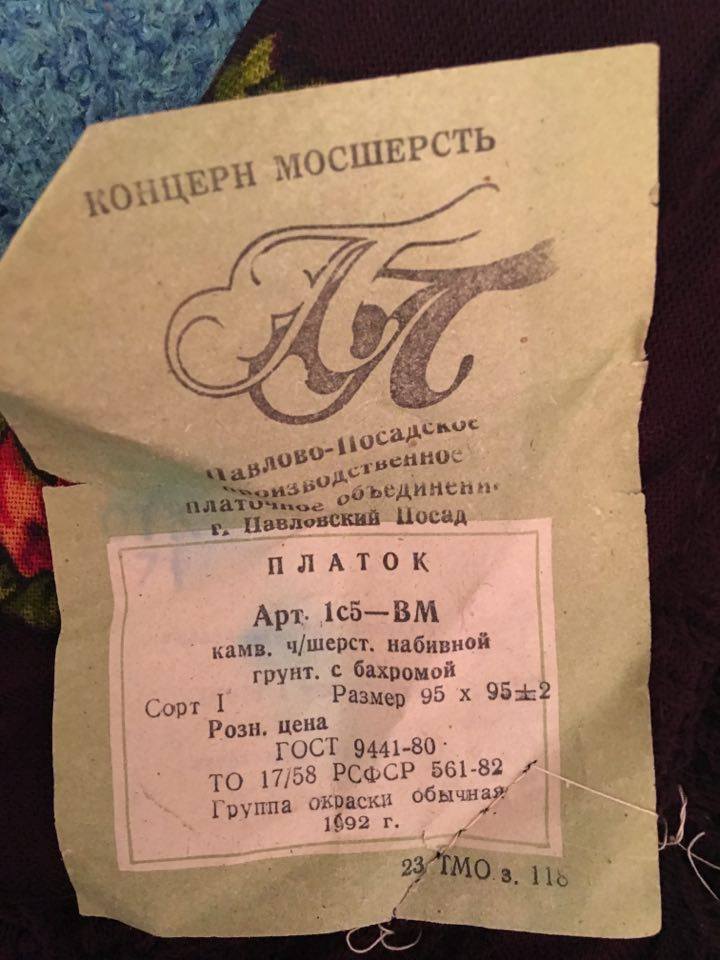 КОНЦЕРН МОСШЕРСТЬ
Павлово-Посадское
производственное
платочное объединени
г. Павловский Посад
ПЛАТОК
Арт. 1с5—ВМ
камв. ч/шерст. набивной
грунт. с бахромой
Сорт I Размер 95 х 95±2
Розн. цена
ГОСТ 9441-80
ТО 17/58 РСФСР 561-82
Группа окраски обычная
1992 г.
23 ТМО з. 118